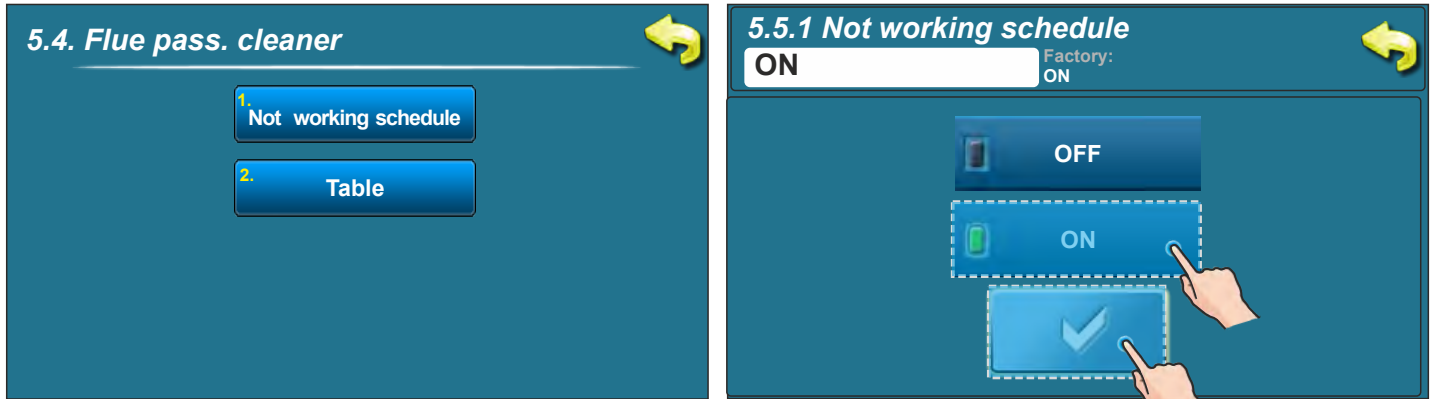 5.4. Flue pass. cleaner
1.
Not working schedule
2.
Table
5.5.1 Not working schedule
ON
Factory:
ON
OFF
ON